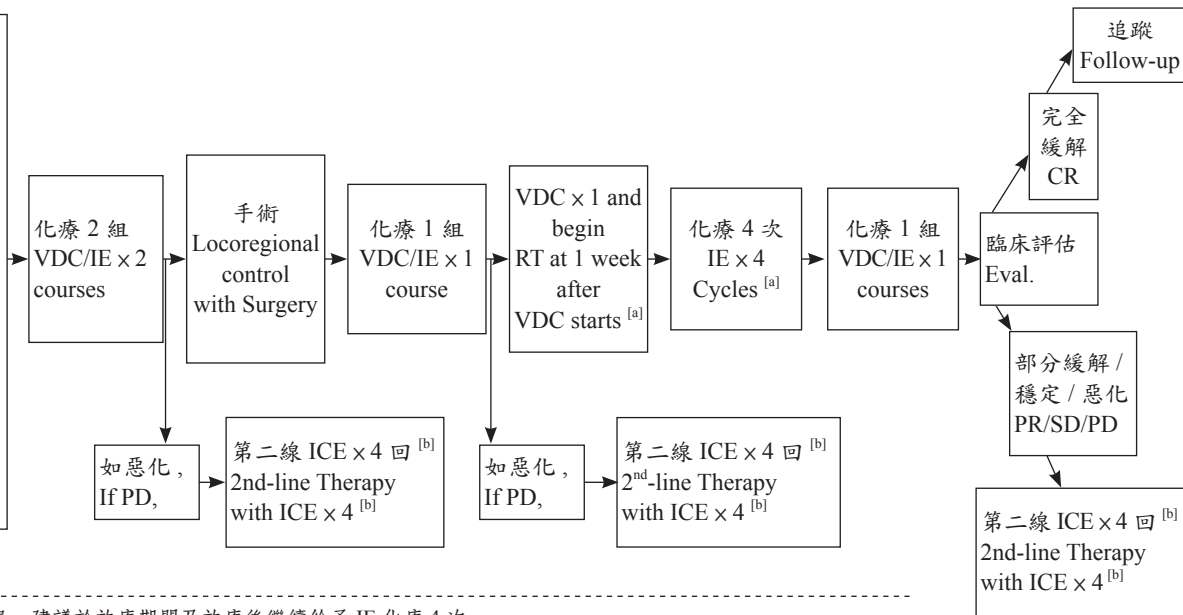 追蹤
Follow-up
完全
緩解
CR
化療 2 組
VDC/IE × 2
courses
手術
Locoregional
control
with Surgery
化療 1 組
VDC/IE × 1
course
VDC × 1 and
begin
RT at 1 week
after
VDC starts [a]
化療 4 次
IE × 4
Cycles [a]
化療 1 組
VDC/IE × 1
courses
臨床評估
Eval.
部分緩解 /
穩定 / 惡化
PR/SD/PD
如惡化 ,
If PD,
第二線 ICE × 4 回 [b]
2nd-line Therapy
with ICE × 4 [b]
如惡化 ,
If PD,
第二線 ICE × 4 回 [b]
2nd-line Therapy
with ICE × 4 [b]
第二線 ICE × 4 回 [b]
2nd-line Therapy
with ICE × 4 [b]